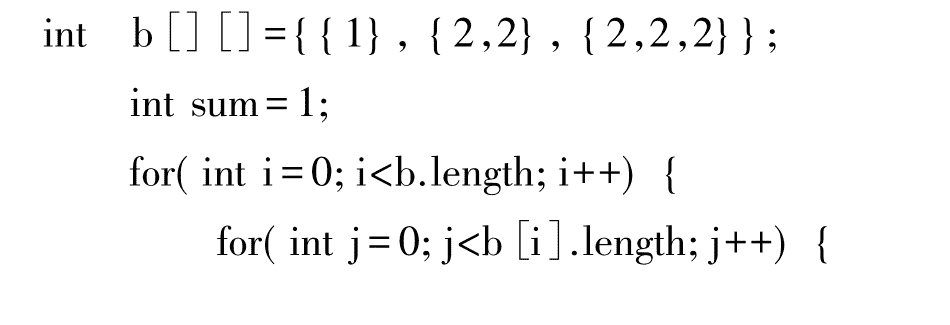 int b[][]={{1},{2,2},{2,2,2}};
int sum=1;
for( int i=0; i<b.length; i++) {
for( int j=0; j<b[i].length; j++) {